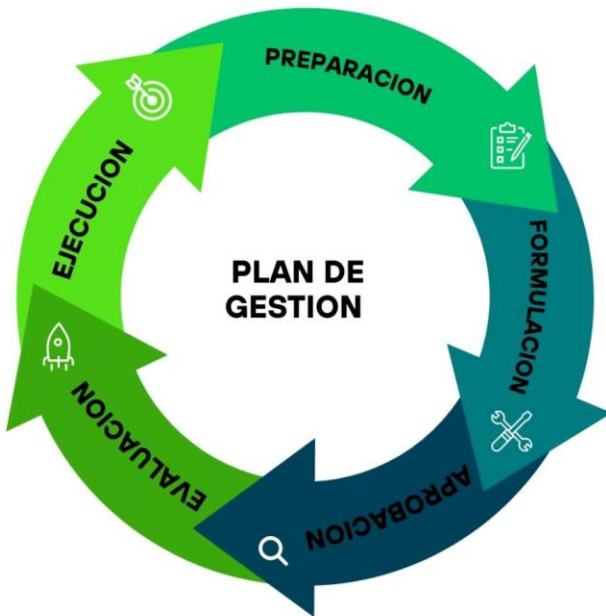 PREPARACION
FORMULACION
APROBACION
EVALUACION
EJECUCION
PLAN DE
GESTION